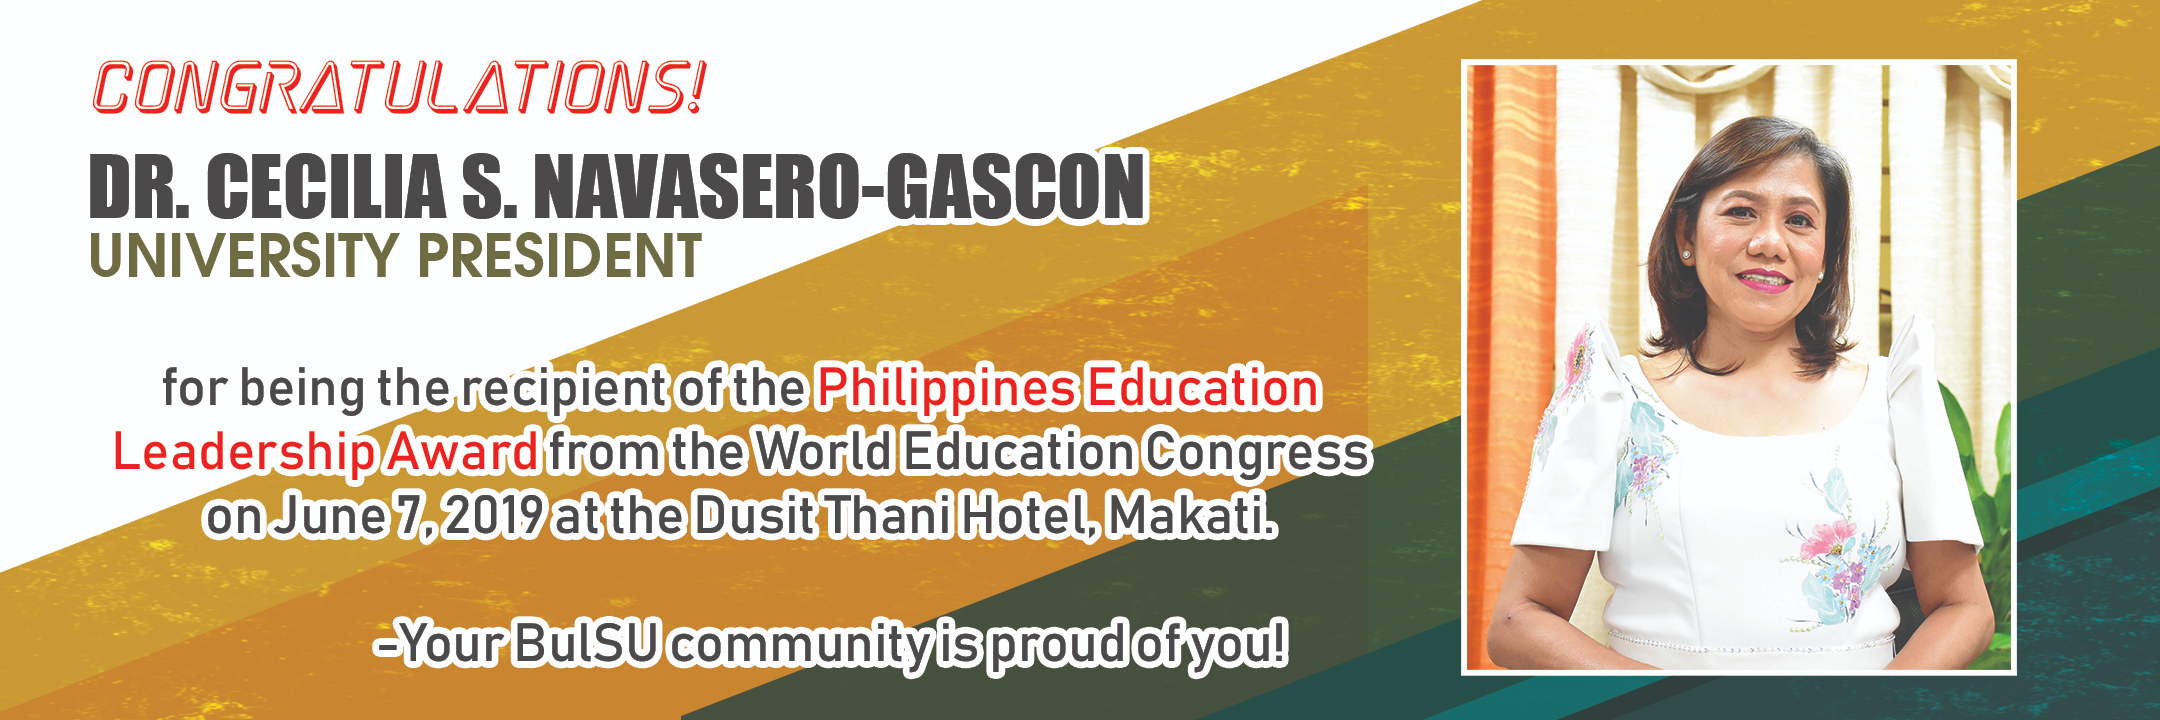 CONGRATULATIONS!
DR. CECILIA S. NAVASERO-GASCON
UNIVERSITY PRESIDENT
for being the recipient of the Philippines Education
Leadership Award from the World Education Congress
on June 7, 2019 at the Dusit Thani Hotel, Makati.
-Your BulSU community is proud of you!